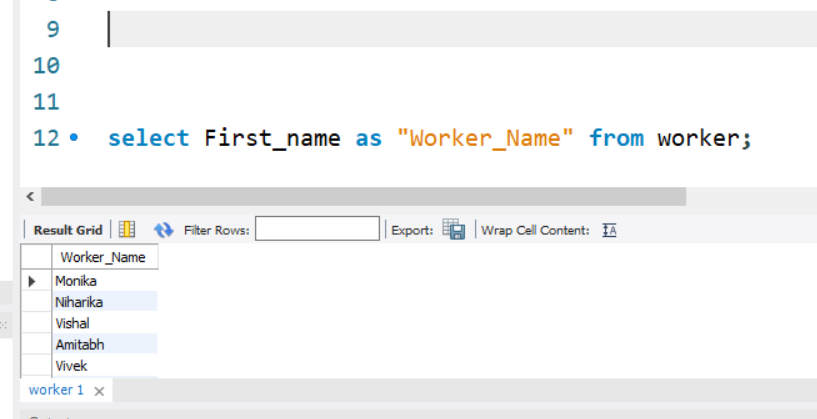 9
10
11
12 select First_name as "Worker_Name" from worker;
Result Grid Filter Rows: Export: Wrap Cell Content:
Worker_Name
Monika
Niharika
Vishal
Amitabh
Vivek
worker 1